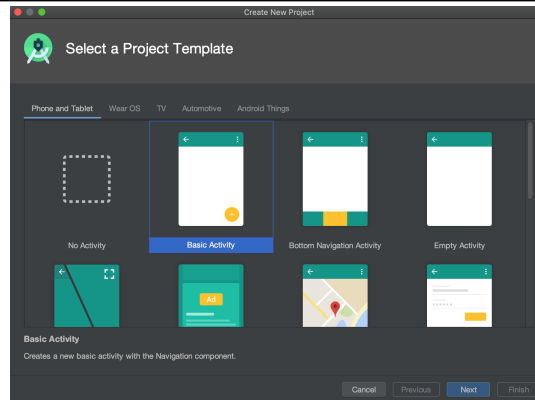 Create New Project
Select a Project Template
Phone and Tablet Wear OS TV Automotive Android Things
No Activity Basic Activity Bottom Navigation Activity Empty Activity
Ad
Basic Activity
Creates a new basic activity with the Navigation component.
Cancel Previous Next Finish